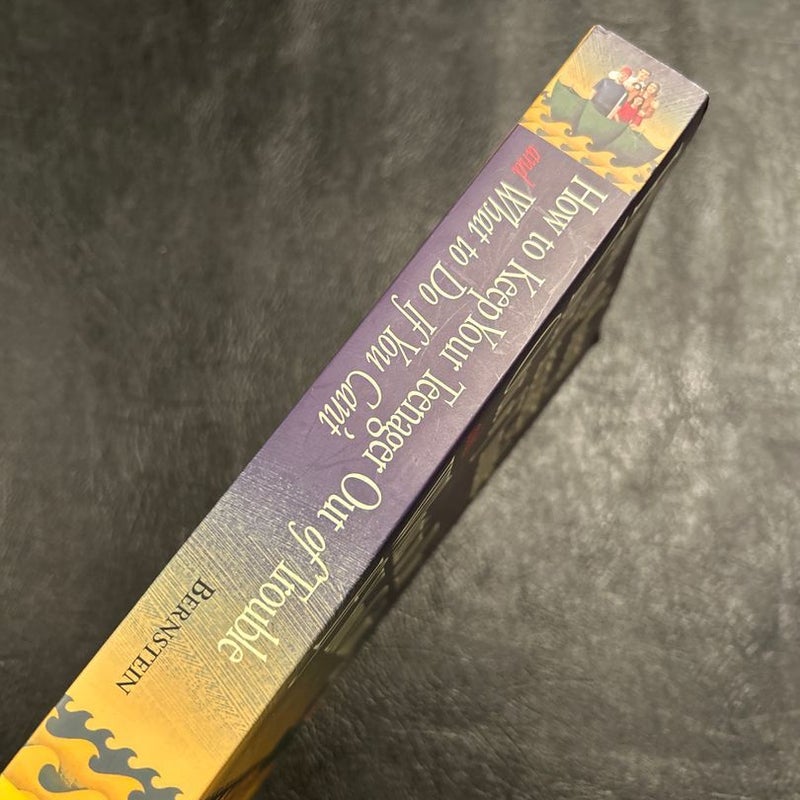 How to Keep Your Teenager Out of Trouble
and What to Do If You Can't
BERNSTEIN